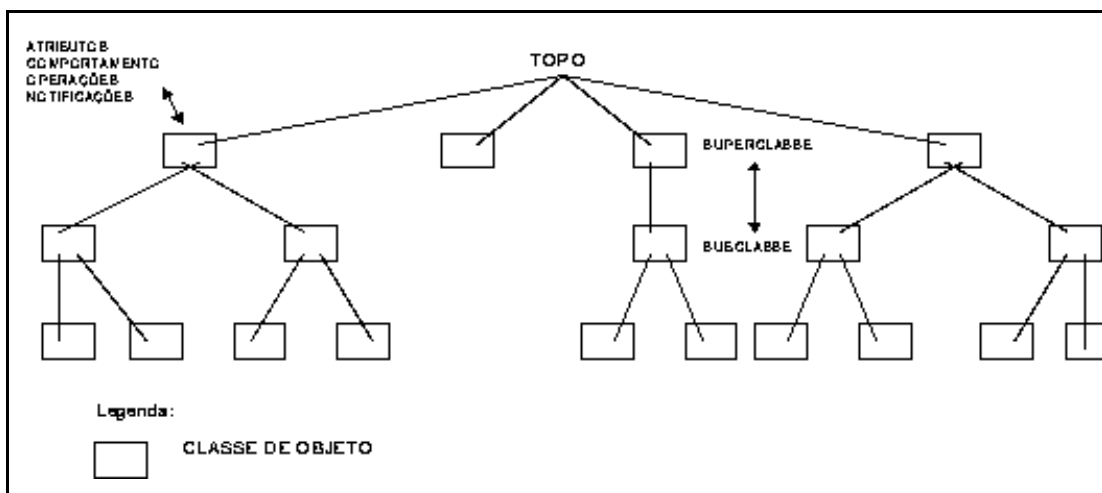 ATRIBUTOS
COMPORTAMENTO
OPERAÇÕES
NOTIFICAÇÕES
TOPO
SUPERCLASSE
SUBCLASSE
Legenda:
CLASSE DE OBJETO